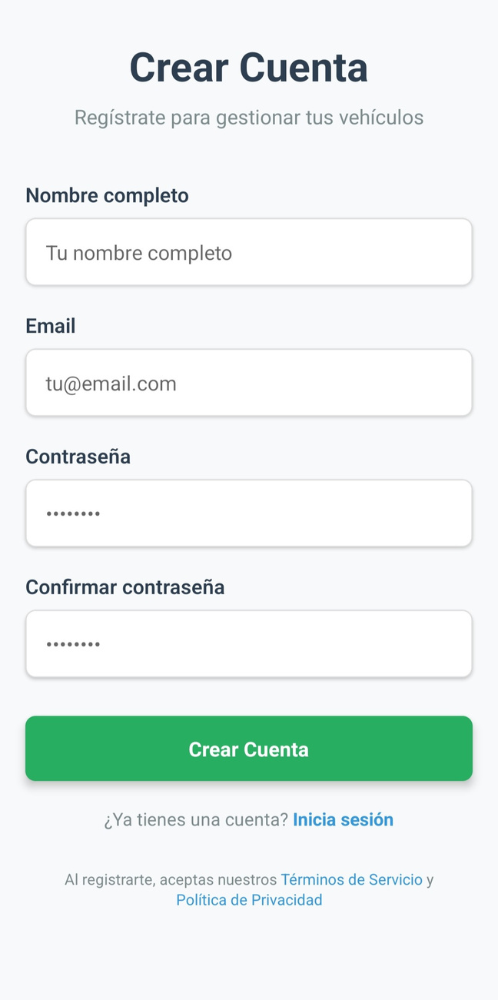 Crear Cuenta
Regístrate para gestionar tus vehículos
Nombre completo
Tu nombre completo
Email
tu@email.com
Contraseña
••••••••
Confirmar contraseña
••••••••
Crear Cuenta
¿Ya tienes una cuenta? Inicia sesión
Al registrarte, aceptas nuestros Términos de Servicio y
Política de Privacidad